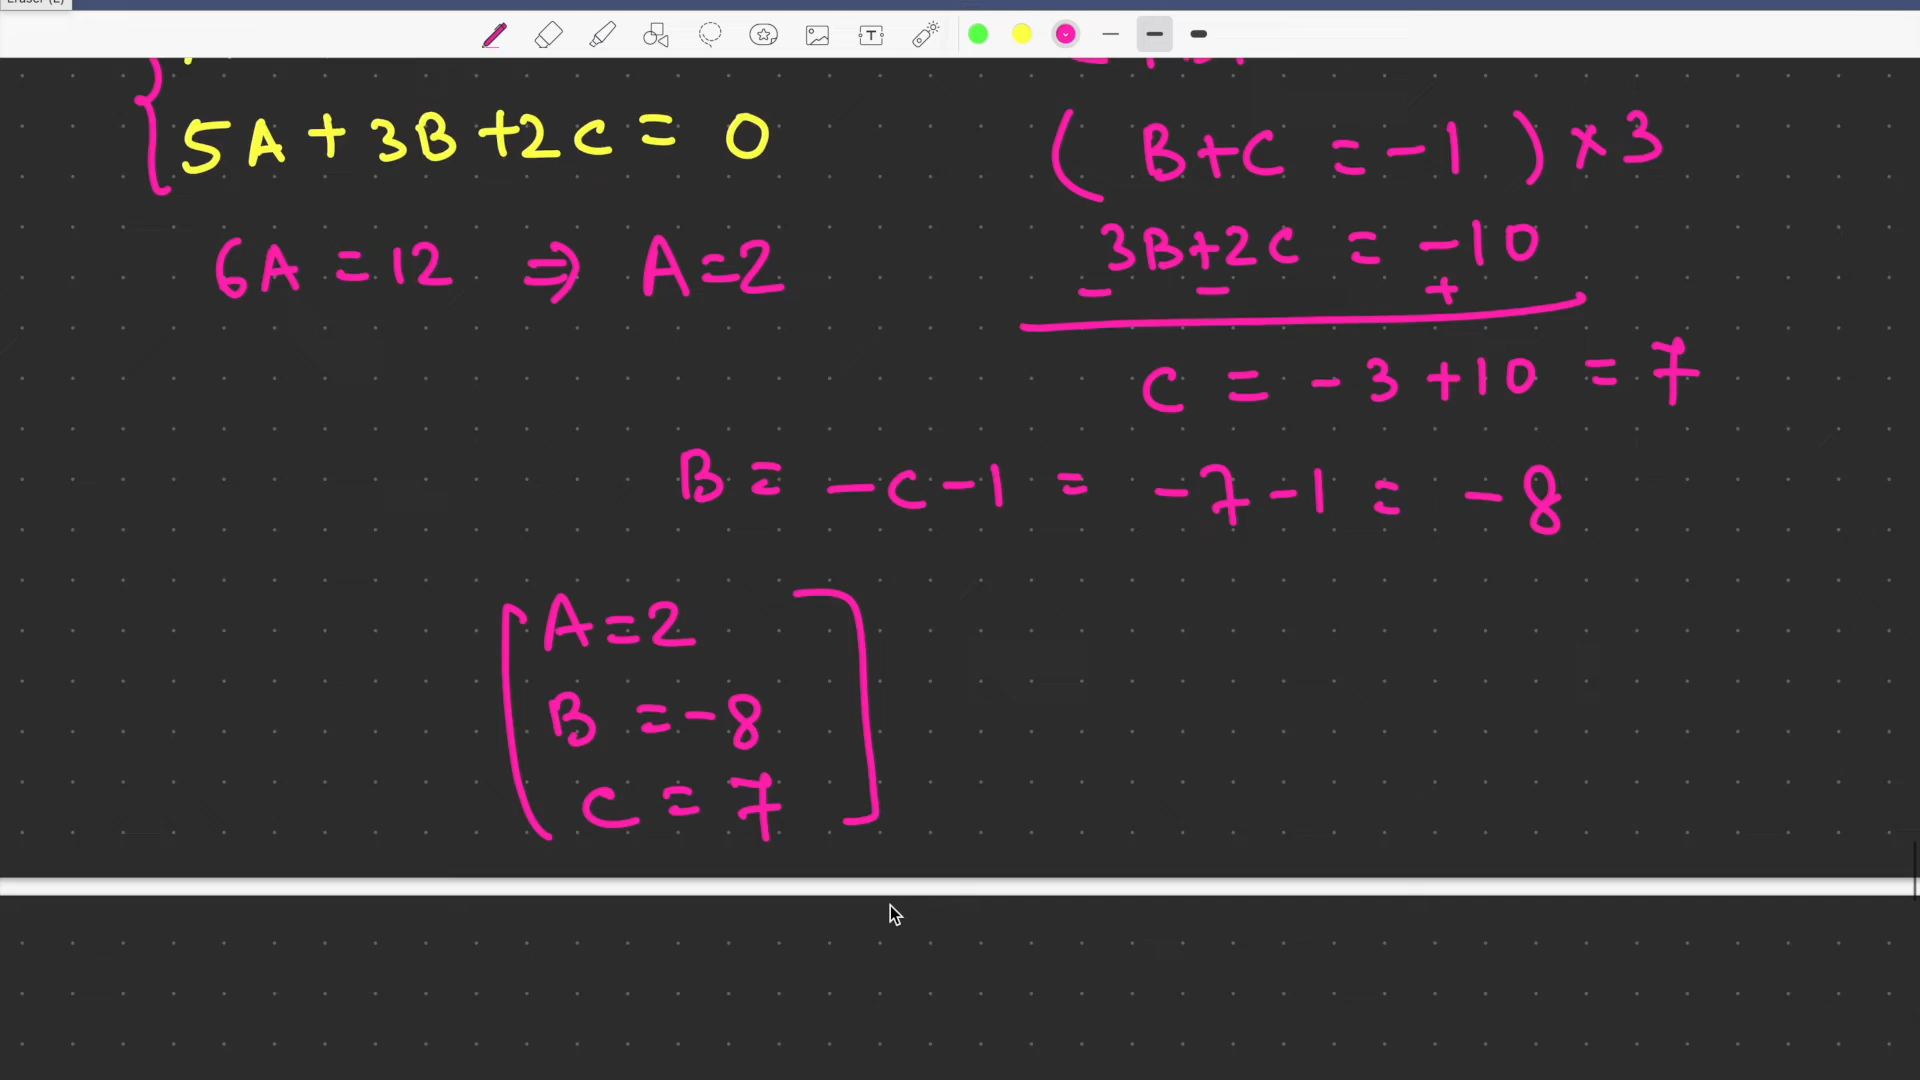 5A + 3B + 2C = 0
6A = 12 ⇒ A = 2
( B + C = -1 ) × 3
3B + 2C = -10
- - +
C = -3 + 10 = 7
B = -C - 1 = -7 - 1 = -8
A = 2
B = -8
C = 7